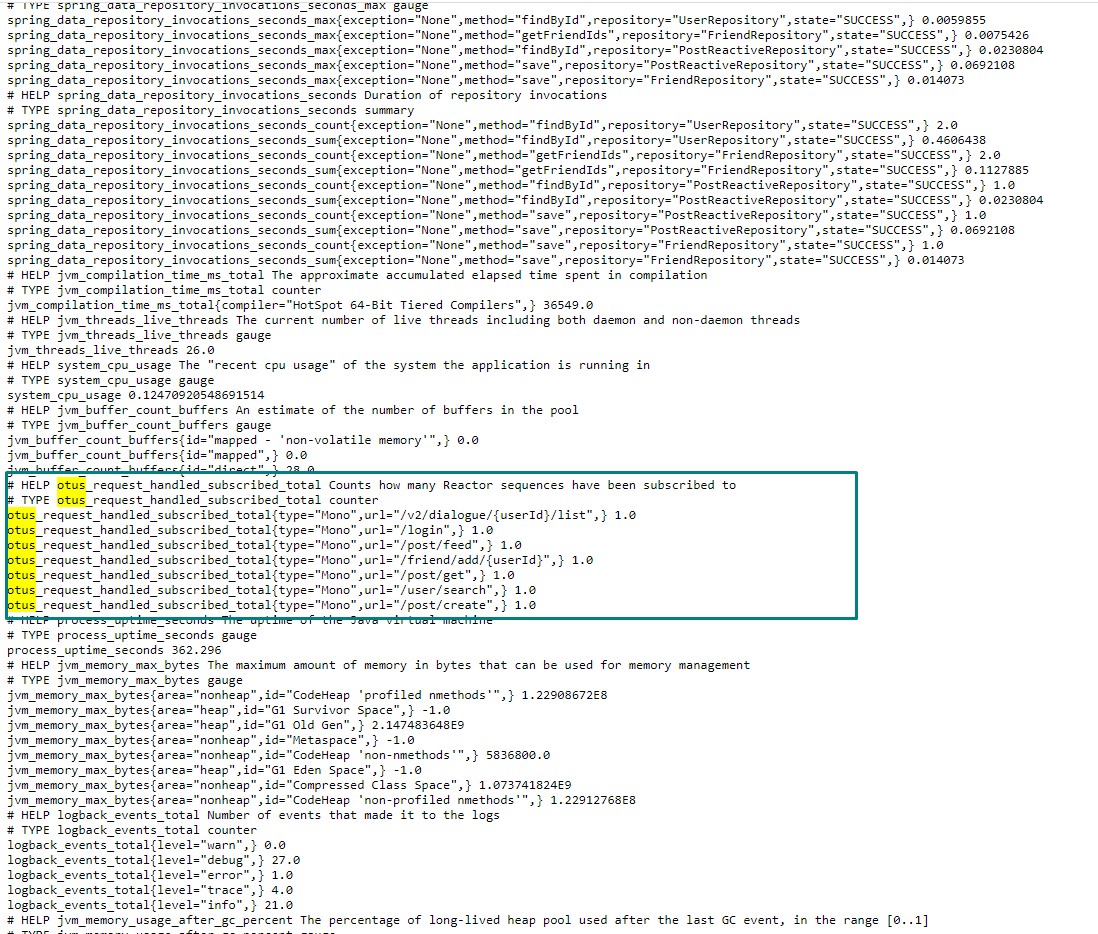 # TYPE spring_data_repository_invocations_seconds_max gauge
spring_data_repository_invocations_seconds_max{exception="None",method="findById",repository="UserRepository",state="SUCCESS",} 0.0059855
spring_data_repository_invocations_seconds_max{exception="None",method="getFriendIds",repository="FriendRepository",state="SUCCESS",} 0.0075426
spring_data_repository_invocations_seconds_max{exception="None",method="findById",repository="PostReactiveRepository",state="SUCCESS",} 0.0230804
spring_data_repository_invocations_seconds_max{exception="None",method="save",repository="PostReactiveRepository",state="SUCCESS",} 0.0692108
spring_data_repository_invocations_seconds_max{exception="None",method="save",repository="FriendRepository",state="SUCCESS",} 0.014073
# HELP spring_data_repository_invocations_seconds Duration of repository invocations
# TYPE spring_data_repository_invocations_seconds summary
spring_data_repository_invocations_seconds_count{exception="None",method="findById",repository="UserRepository",state="SUCCESS",} 2.0
spring_data_repository_invocations_seconds_sum{exception="None",method="findById",repository="UserRepository",state="SUCCESS",} 0.4606438
spring_data_repository_invocations_seconds_count{exception="None",method="getFriendIds",repository="FriendRepository",state="SUCCESS",} 2.0
spring_data_repository_invocations_seconds_sum{exception="None",method="getFriendIds",repository="FriendRepository",state="SUCCESS",} 0.1127885
spring_data_repository_invocations_seconds_count{exception="None",method="findById",repository="PostReactiveRepository",state="SUCCESS",} 1.0
spring_data_repository_invocations_seconds_sum{exception="None",method="findById",repository="PostReactiveRepository",state="SUCCESS",} 0.0230804
spring_data_repository_invocations_seconds_count{exception="None",method="save",repository="PostReactiveRepository",state="SUCCESS",} 1.0
spring_data_repository_invocations_seconds_sum{exception="None",method="save",repository="PostReactiveRepository",state="SUCCESS",} 0.0692108
spring_data_repository_invocations_seconds_count{exception="None",method="save",repository="FriendRepository",state="SUCCESS",} 1.0
spring_data_repository_invocations_seconds_sum{exception="None",method="save",repository="FriendRepository",state="SUCCESS",} 0.014073
# HELP jvm_compilation_time_ms_total The approximate accumulated elapsed time spent in compilation
# TYPE jvm_compilation_time_ms_total counter
jvm_compilation_time_ms_total{compiler="HotSpot 64-Bit Tiered Compilers",} 36549.0
# HELP jvm_threads_live_threads The current number of live threads including both daemon and non-daemon threads
# TYPE jvm_threads_live_threads gauge
jvm_threads_live_threads 26.0
# HELP system_cpu_usage The "recent cpu usage" of the system the application is running in
# TYPE system_cpu_usage gauge
system_cpu_usage 0.12470920548691514
# HELP jvm_buffer_count_buffers An estimate of the number of buffers in the pool
# TYPE jvm_buffer_count_buffers gauge
jvm_buffer_count_buffers{id="mapped - 'non-volatile memory'",} 0.0
jvm_buffer_count_buffers{id="mapped",} 0.0
jvm_buffer_count_buffers{id="direct",} 28.0
# HELP otus_request_handled_subscribed_total Counts how many Reactor sequences have been subscribed to
# TYPE otus_request_handled_subscribed_total counter
otus_request_handled_subscribed_total{type="Mono",url="/v2/dialogue/{userId}/list",} 1.0
otus_request_handled_subscribed_total{type="Mono",url="/login",} 1.0
otus_request_handled_subscribed_total{type="Mono",url="/post/feed",} 1.0
otus_request_handled_subscribed_total{type="Mono",url="/friend/add/{userId}",} 1.0
otus_request_handled_subscribed_total{type="Mono",url="/post/get",} 1.0
otus_request_handled_subscribed_total{type="Mono",url="/user/search",} 1.0
otus_request_handled_subscribed_total{type="Mono",url="/post/create",} 1.0
# HELP process_uptime_seconds The uptime of the Java virtual machine
# TYPE process_uptime_seconds gauge
process_uptime_seconds 362.296
# HELP jvm_memory_max_bytes The maximum amount of memory in bytes that can be used for memory management
# TYPE jvm_memory_max_bytes gauge
jvm_memory_max_bytes{area="nonheap",id="CodeHeap 'profiled nmethods'",} 1.22908672E8
jvm_memory_max_bytes{area="heap",id="G1 Survivor Space",} -1.0
jvm_memory_max_bytes{area="heap",id="G1 Old Gen",} 2.147483648E9
jvm_memory_max_bytes{area="nonheap",id="Metaspace",} -1.0
jvm_memory_max_bytes{area="nonheap",id="CodeHeap 'non-nmethods'",} 5836800.0
jvm_memory_max_bytes{area="heap",id="G1 Eden Space",} -1.0
jvm_memory_max_bytes{area="nonheap",id="Compressed Class Space",} 1.073741824E9
jvm_memory_max_bytes{area="nonheap",id="CodeHeap 'non-profiled nmethods'",} 1.22912768E8
# HELP logback_events_total Number of events that made it to the logs
# TYPE logback_events_total counter
logback_events_total{level="warn",} 0.0
logback_events_total{level="debug",} 27.0
logback_events_total{level="error",} 1.0
logback_events_total{level="trace",} 4.0
logback_events_total{level="info",} 21.0
# HELP jvm_memory_usage_after_gc_percent The percentage of long-lived heap pool used after the last GC event, in the range [0..1]
# TYPE jvm_memory_usage_after_gc_percent gauge